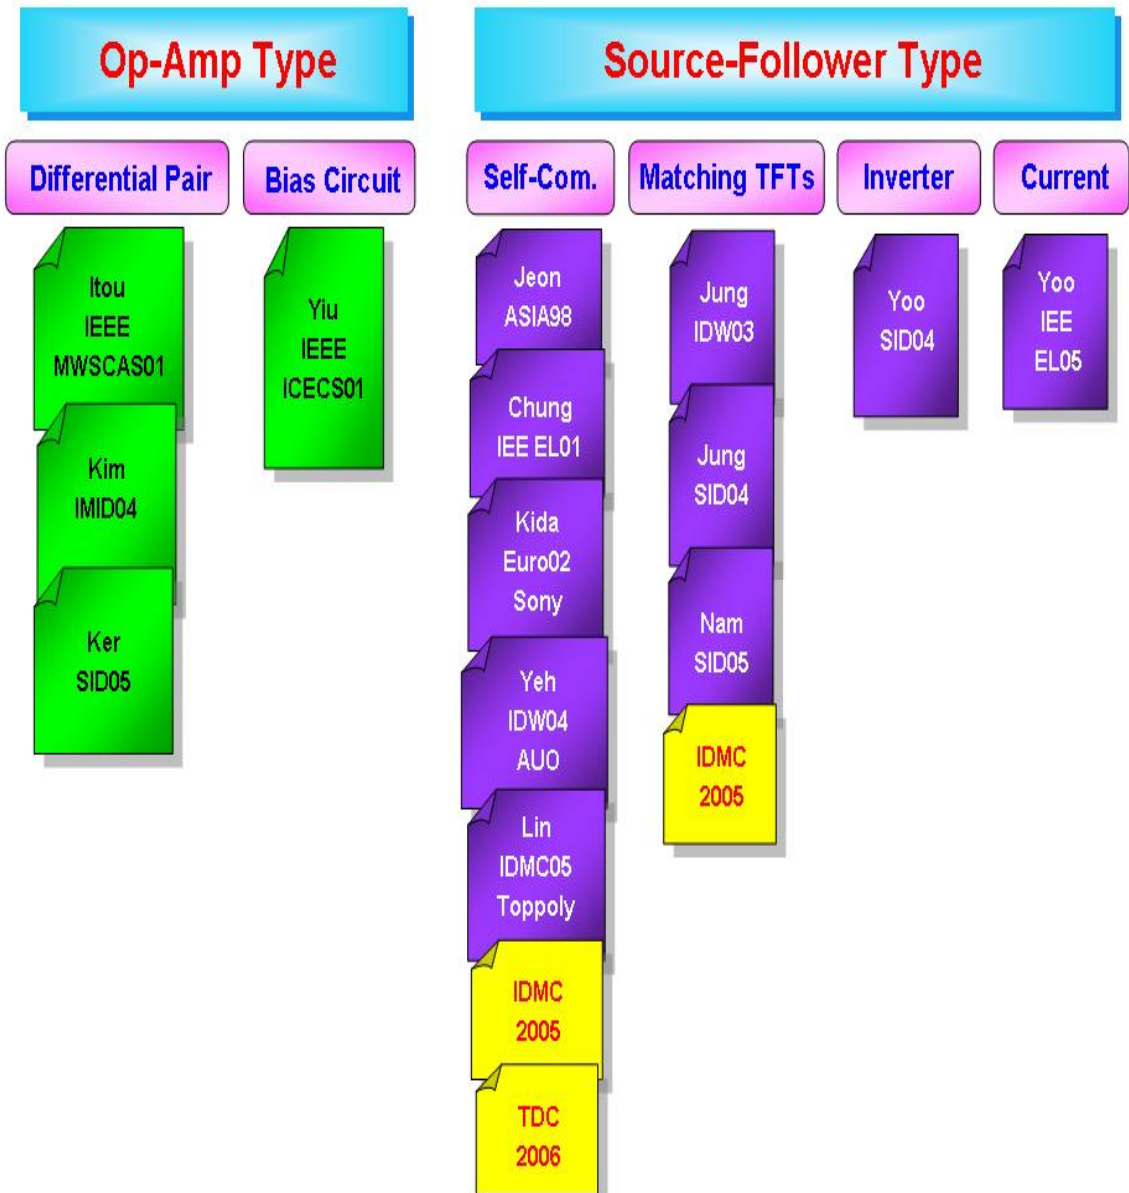 Op-Amp Type
Source-Follower Type
Differential Pair
Bias Circuit
Self-Com.
Matching TFTs
Inverter
Current
Itou
IEEE
MWSCAS01
Kim
IMID04
Ker
SID05
Yiu
IEEE
ICECS01
Jeon
ASIA98
Chung
IEE EL01
Kida
Euro02
Sony
Yeh
IDW04
AUO
Lin
IDMC05
Toppoly
IDMC
2005
TDC
2006
Jung
IDW03
Jung
SID04
Nam
SID05
IDMC
2005
Yoo
SID04
Yoo
IEE
EL05